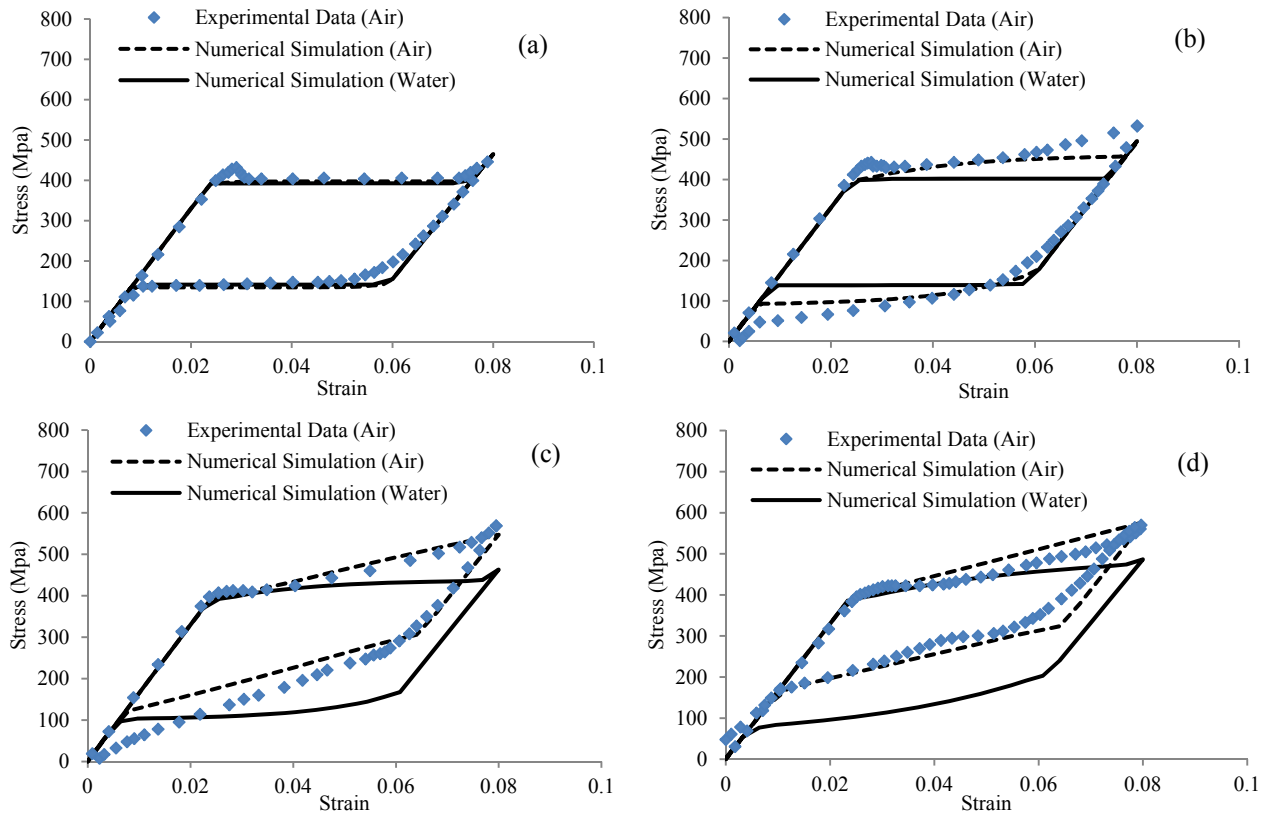 800
700
600
500
400
300
200
100
0
Stress (Mpa)
Experimental Data (Air)
Numerical Simulation (Air)
Numerical Simulation (Water)
(a)
0 0.02 0.04 0.06 0.08 0.1
Strain
800
700
600
500
400
300
200
100
0
Stess (Mpa)
Experimental Data (Air)
Numerical Simulation (Air)
Numerical Simulation (Water)
(b)
0 0.02 0.04 0.06 0.08 0.1
Strain
800
700
600
500
400
300
200
100
0
Stress (Mpa)
Experimental Data (Air)
Numerical Simulation (Air)
Numerical Simulation (Water)
(c)
0 0.02 0.04 0.06 0.08 0.1
Strain
800
700
600
500
400
300
200
100
0
Stress (Mpa)
Experimental Data (Air)
Numerical Simulation (Air)
Numerical Simulation (Water)
(d)
0 0.02 0.04 0.06 0.08 0.1
Strain